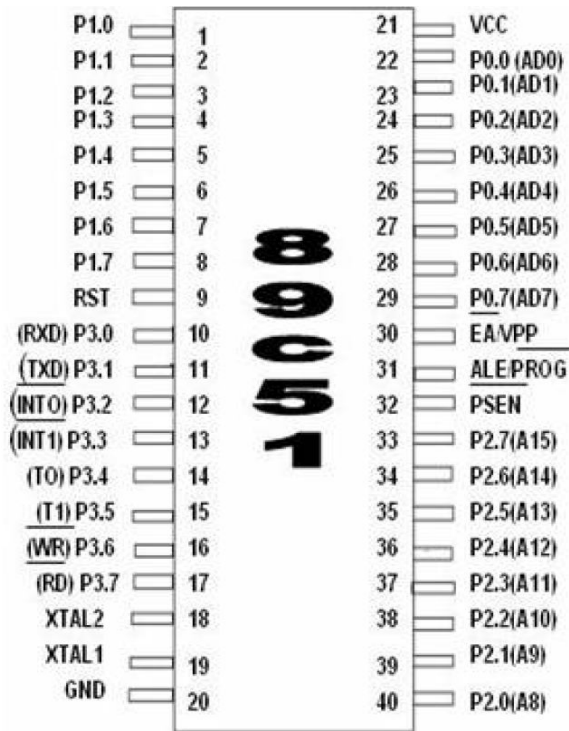 P1.0 1 21 VCC
P1.1 2 22 P0.0 (AD0)
P1.2 3 23 P0.1(AD1)
P1.3 4 24 P0.2(AD2)
P1.4 5 25 P0.3(AD3)
P1.5 6 26 P0.4(AD4)
P1.6 7 27 P0.5(AD5)
P1.7 8 28 P0.6(AD6)
RST 9 29 P0.7(AD7)
(RXD) P3.0 10 30 EA/VPP
(TXD) P3.1 11 31 ALE/PROG
(INTO) P3.2 12 32 PSEN
(INT1) P3.3 13 33 P2.7(A15)
(TO) P3.4 14 34 P2.6(A14)
(T1) P3.5 15 35 P2.5(A13)
(WR) P3.6 16 36 P2.4(A12)
(RD) P3.7 17 37 P2.3(A11)
XTAL2 18 38 P2.2(A10)
XTAL1 19 39 P2.1(A9)
GND 20 40 P2.0(A8)
89C51